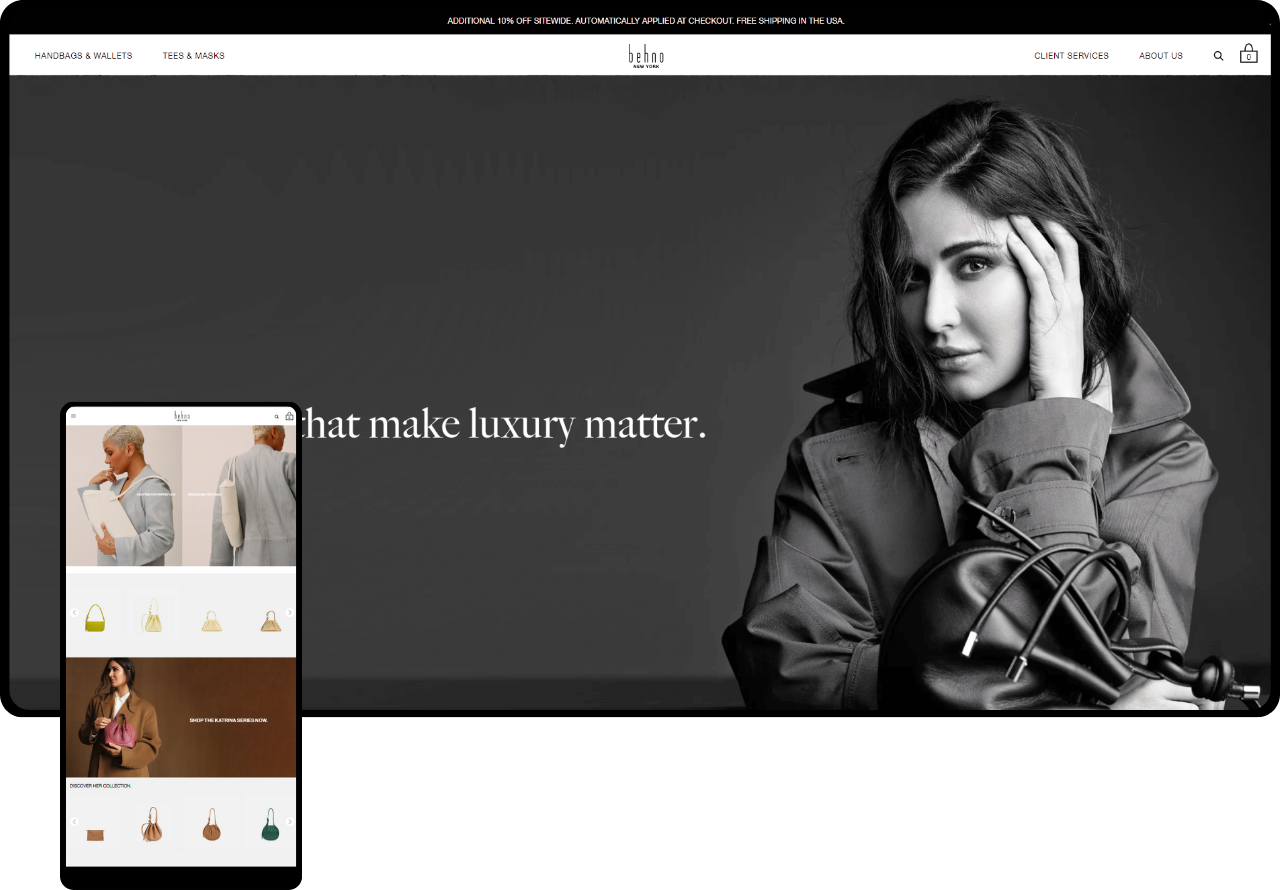 ADDITIONAL 10% OFF SITEWIDE. AUTOMATICALLY APPLIED AT CHECKOUT. FREE SHIPPING IN THE USA.
HANDBAGS & WALLETS
TEES & MASKS
behno
NEW YORK
CLIENT SERVICES
ABOUT US
0
that make luxury matter.
behno
NEW YORK
SHOP THE KATRINA SERIES NOW.
DISCOVER HER COLLECTION.